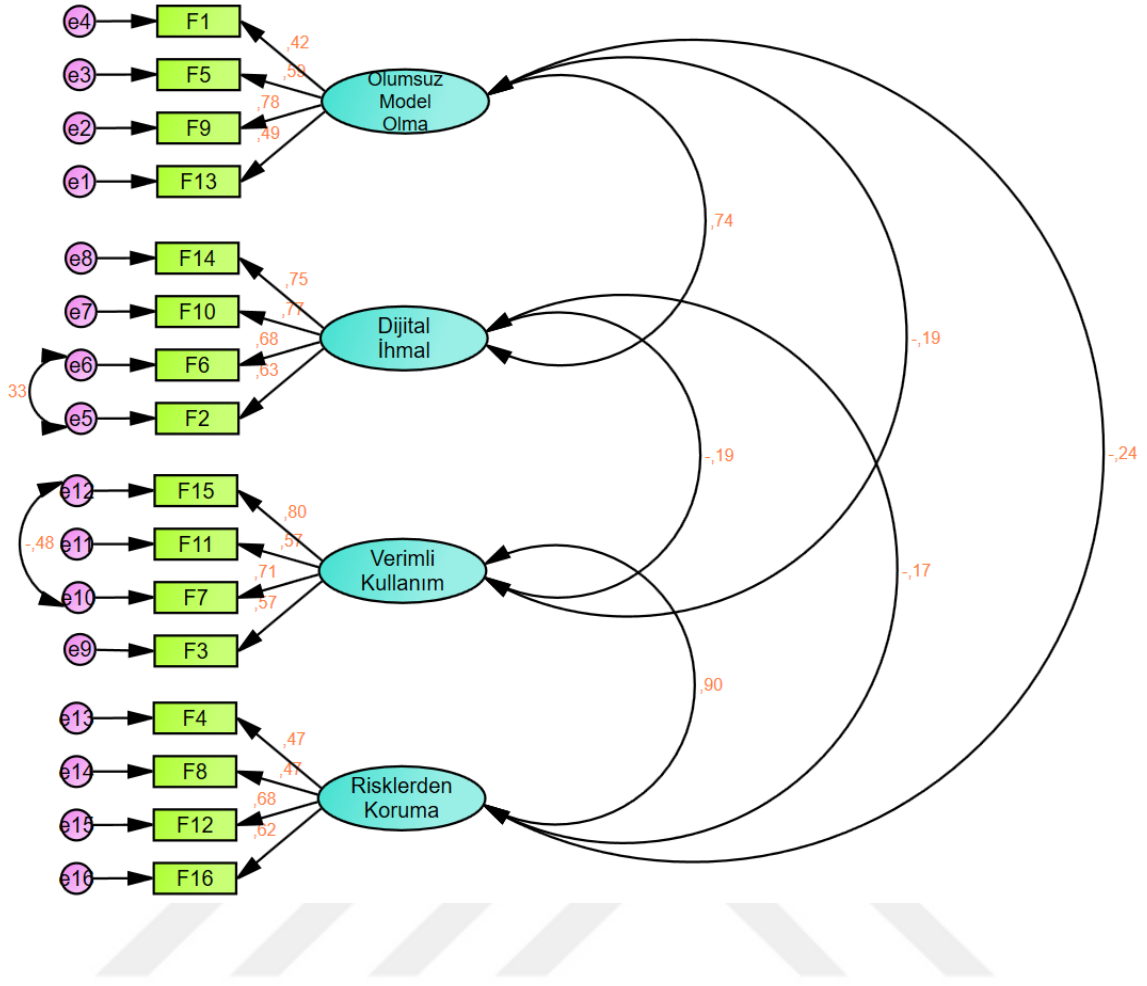 e4 F1
,42
e3 F5
,59
Olumsuz
Model
Olma
,78
e2 F9
,49
e1 F13
,74
e8 F14
,75
e7 F10
,77
Dijital
İhmal
,68
e6 F6
,63
33
e5 F2
-,19
-,19
e12 F15
,80
-,48
e11 F11
,57
Verimli
Kullanım
,71
e10 F7
,57
e9 F3
-,24
-,17
,90
e13 F4
,47
e14 F8
,47
Risklerden
Koruma
,68
e15 F12
,62
e16 F16